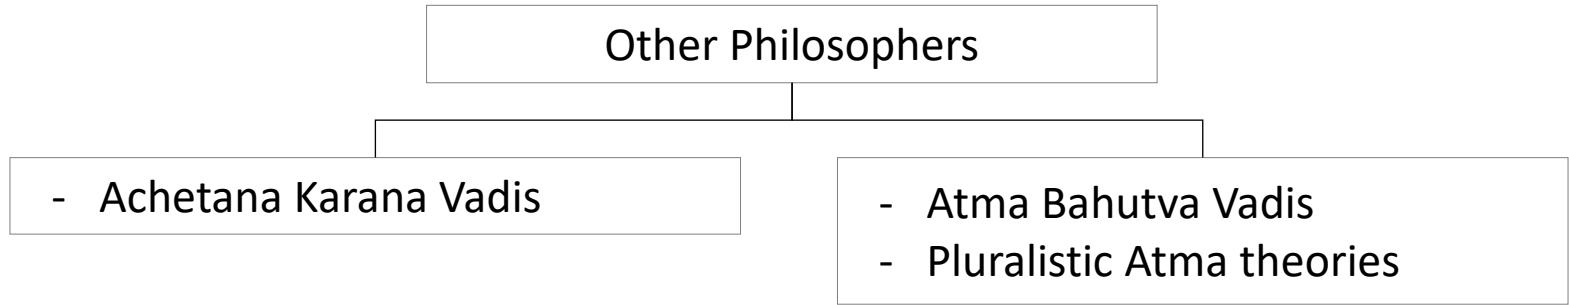 Other Philosophers
- Achetana Karana Vadis
- Atma Bahutva Vadis
- Pluralistic Atma theories